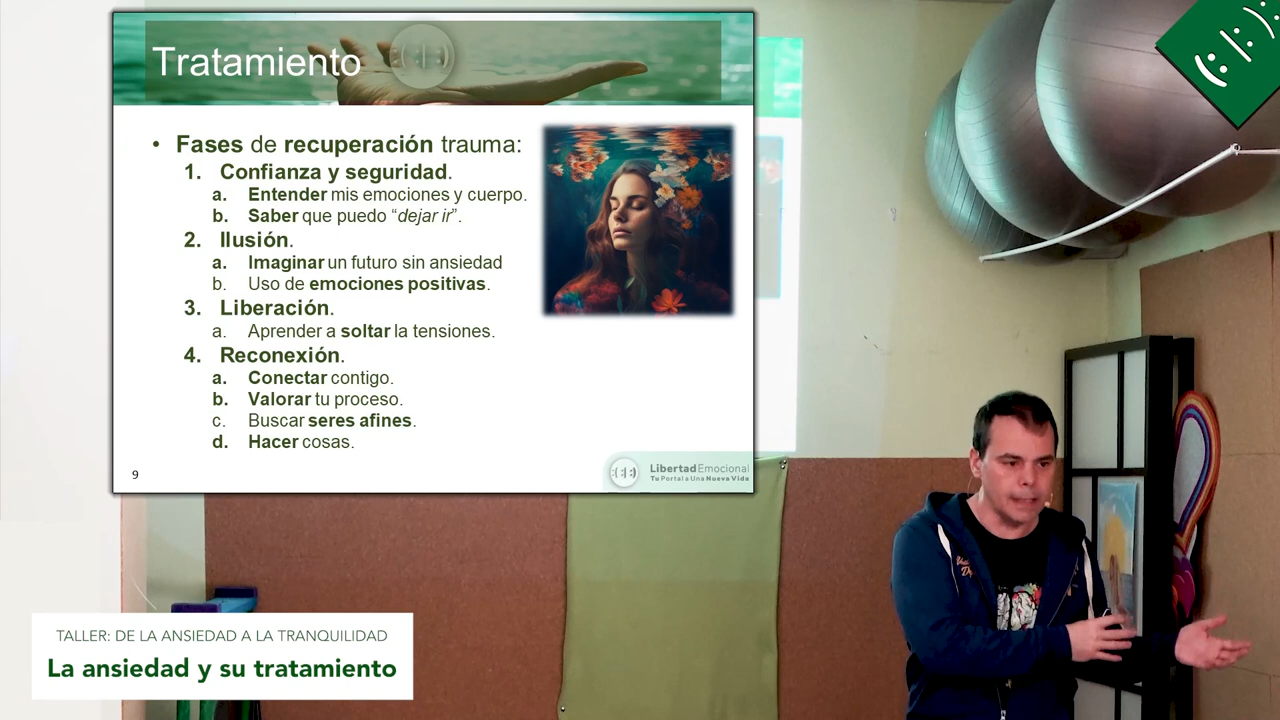 Tratamiento
• Fases de recuperación trauma:
1. Confianza y seguridad.
a. Entender mis emociones y cuerpo.
b. Saber que puedo “dejar ir”.
2. Ilusión.
a. Imaginar un futuro sin ansiedad
b. Uso de emociones positivas.
3. Liberación.
a. Aprender a soltar la tensiones.
4. Reconexión.
a. Conectar contigo.
b. Valorar tu proceso.
c. Buscar seres afines.
d. Hacer cosas.
9
Libertad Emocional
Tu Portal a Una Nueva Vida
TALLER: DE LA ANSIEDAD A LA TRANQUILIDAD
La ansiedad y su tratamiento